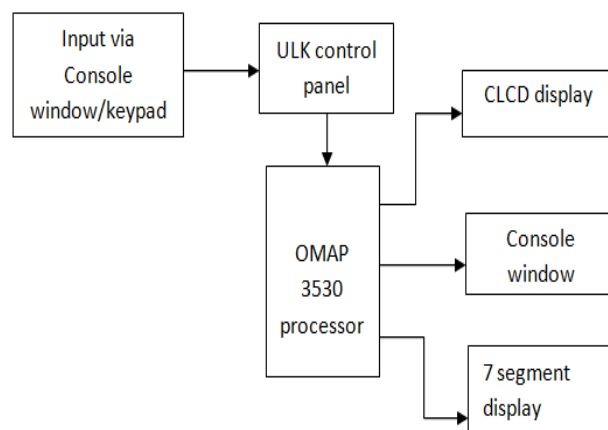 Input via
Console
window/keypad
ULK control
panel
CLCD display
OMAP
3530
processor
Console
window
7 segment
display